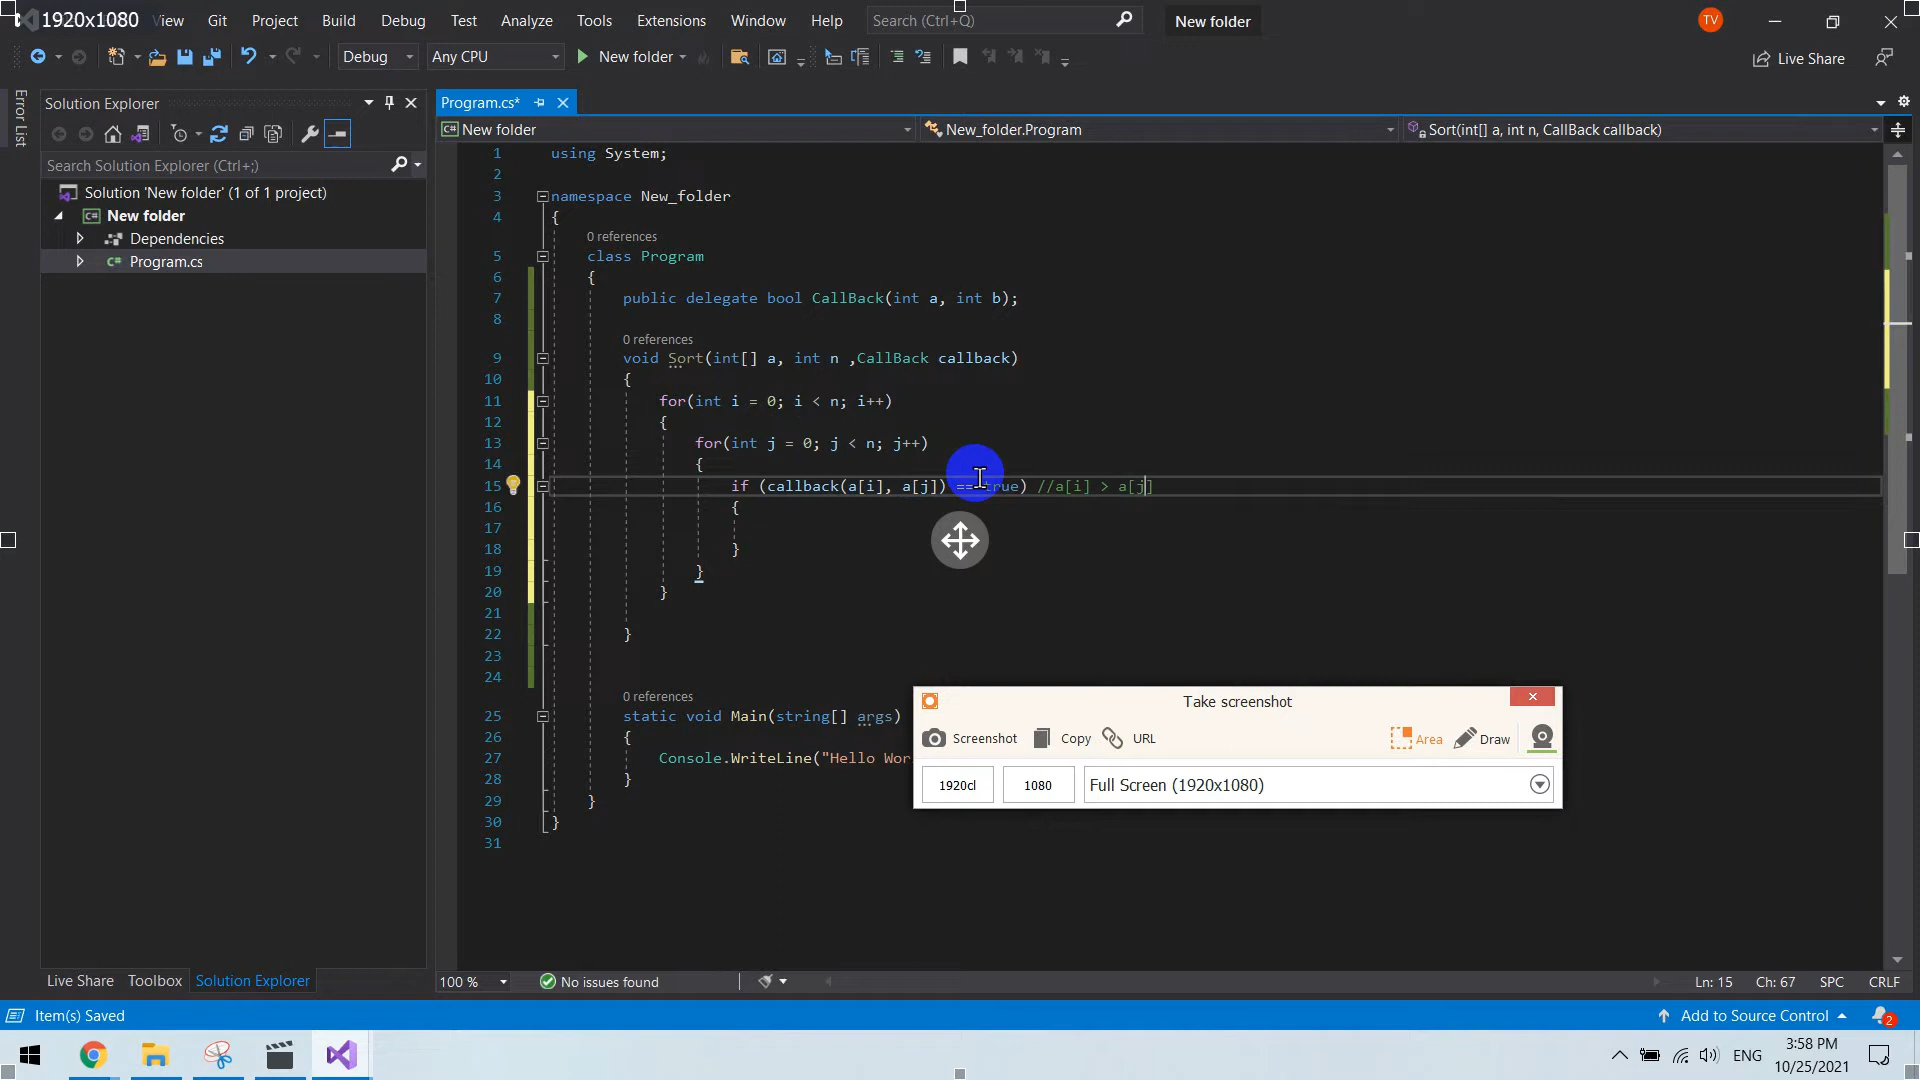 1920x1080 View Git Project Build Debug Test Analyze Tools Extensions Window Help Search (Ctrl+Q) New folder TV
Debug Any CPU New folder Live Share
Error List
Solution Explorer
Search Solution Explorer (Ctrl+;)
Solution 'New folder' (1 of 1 project)
C# New folder
Dependencies
C# Program.cs
Program.cs*
C# New folder New_folder.Program Sort(int[] a, int n, CallBack callback)
1 using System;
2
3 namespace New_folder
4 {
0 references
5 class Program
6 {
7 public delegate bool CallBack(int a, int b);
8
0 references
9 void Sort(int[] a, int n ,CallBack callback)
10 {
11 for(int i = 0; i < n; i++)
12 {
13 for(int j = 0; j < n; j++)
14 {
15 if (callback(a[i], a[j]) == true) //a[i] > a[j]
16 {
17
18 }
19 }
20 }
21
22 }
23
24
0 references
25 static void Main(string[] args)
26 {
27 Console.WriteLine("Hello Wor
28 }
29 }
30 }
31
Take screenshot
Screenshot Copy URL Area Draw
1920cl 1080 Full Screen (1920x1080)
Live Share Toolbox Solution Explorer
100 % No issues found Ln: 15 Ch: 67 SPC CRLF
Item(s) Saved Add to Source Control 2
ENG 3:58 PM
10/25/2021